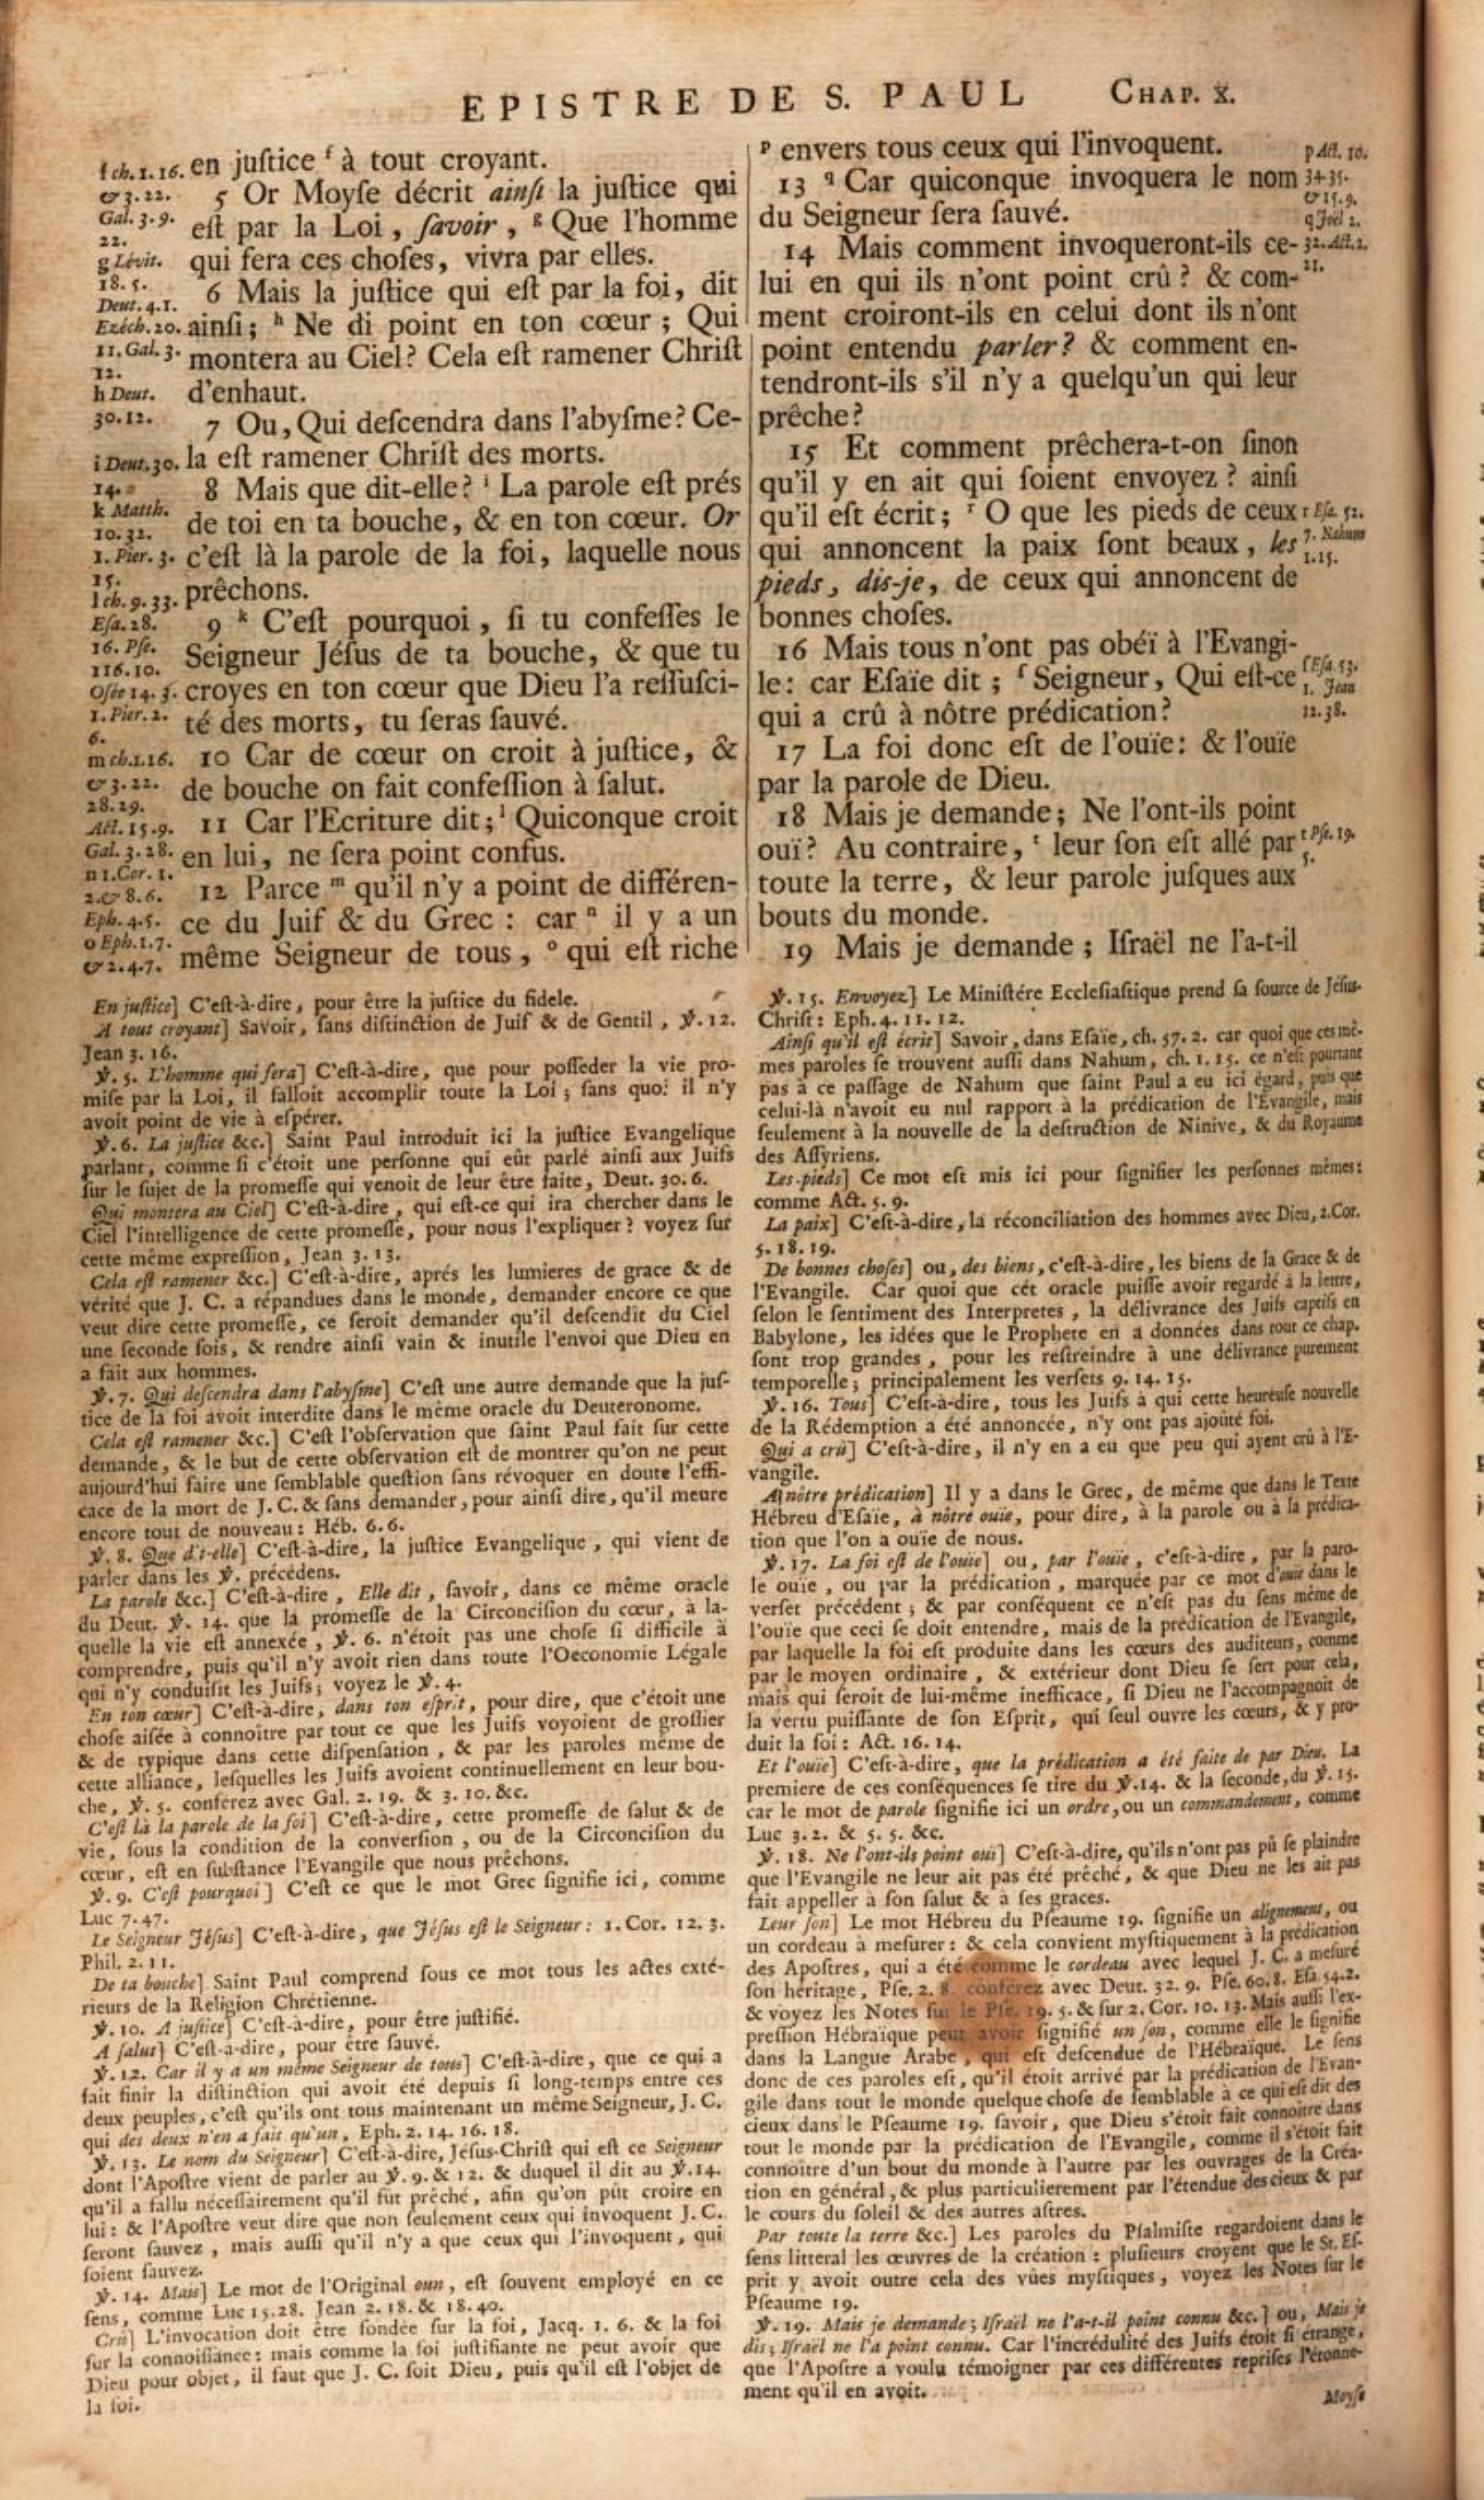 EPISTRE DE S. PAUL CHAP. X.
en juſtice ᶠ à tout croyant.
5 Or Moyſe décrit ainſi la juſtice qui
eſt par la Loi, ſavoir, ᵍ Que l'homme
qui fera ces choſes, vivra par elles.
6 Mais la juſtice qui eſt par la foi, dit
ainſi; ʰ Ne di point en ton cœur; Qui
montera au Ciel? Cela eſt ramener Chriſt
d'enhaut.
7 Ou, Qui deſcendra dans l'abyſme? Ce-
la eſt ramener Chriſt des morts.
8 Mais que dit-elle? ⁱ La parole eſt prés
de toi en ta bouche, & en ton cœur. Or
c'eſt là la parole de la foi, laquelle nous
prêchons.
9 ᵏ C'eſt pourquoi, ſi tu confeſſes le
Seigneur Jéſus de ta bouche, & que tu
croyes en ton cœur que Dieu l'a reſſuſci-
té des morts, tu ſeras ſauvé.
10 Car de cœur on croit à juſtice, &
de bouche on fait confeſſion à ſalut.
11 Car l'Ecriture dit; ˡ Quiconque croit
en lui, ne ſera point confus.
12 Parce ᵐ qu'il n'y a point de différen-
ce du Juif & du Grec: car ⁿ il y a un
même Seigneur de tous, ᵒ qui eſt riche
f ch. 1. 16.
& 3. 22.
Gal. 3. 9.
22.
g Lévit.
18. 5.
Deut. 4. 1.
Ezéch. 20.
11. Gal. 3.
12.
h Deut.
30. 12.
i Deut. 30.
14.
k Matth.
10. 32.
1. Pier. 3.
15.
l ch. 9. 33.
Eſa. 28.
16. Pſe.
116. 10.
Oſée 14. 3.
1. Pier. 2.
6.
m ch. 1. 16.
& 3. 22.
28. 29.
Act. 15. 9.
Gal. 3. 28.
n 1. Cor. 1.
2. & 8. 6.
Eph. 4. 5.
o Eph. 1. 7.
& 2. 4. 7.
ᵖ envers tous ceux qui l'invoquent.
13 ᑫ Car quiconque invoquera le nom
du Seigneur ſera ſauvé.
14 Mais comment invoqueront-ils ce-
lui en qui ils n'ont point crû? & com-
ment croiront-ils en celui dont ils n'ont
point entendu parler? & comment en-
tendront-ils s'il n'y a quelqu'un qui leur
prêche?
15 Et comment prêchera-t-on ſinon
qu'il y en ait qui ſoient envoyez? ainſi
qu'il eſt écrit; ʳ O que les pieds de ceux
qui annoncent la paix ſont beaux, les
pieds, dis-je, de ceux qui annoncent de
bonnes choſes.
16 Mais tous n'ont pas obéï à l'Evangi-
le: car Eſaïe dit; ſ Seigneur, Qui eſt-ce
qui a crû à nôtre prédication?
17 La foi donc eſt de l'ouïe: & l'ouïe
par la parole de Dieu.
18 Mais je demande; Ne l'ont-ils point
ouï? Au contraire, ᵗ leur ſon eſt allé par
toute la terre, & leur parole juſques aux
bouts du monde.
19 Mais je demande; Iſraël ne l'a-t-il
p Act. 10.
34. 35.
& 15. 9.
q Joël 2.
32. Act. 2.
21.
r Eſa. 52.
7. Nahum
1. 15.
ſ Eſa. 53.
1. Jean
12. 38.
t Pſe. 19.
5.
En juſtice] C'eſt-à-dire, pour être la juſtice du fidele.
A tout croyant] Savoir, ſans diſtinction de Juif & de Gentil, ℣. 12.
Jean 3. 16.
℣. 5. L'homme qui fera] C'eſt-à-dire, que pour poſſeder la vie pro-
miſe par la Loi, il falloit accomplir toute la Loi; ſans quoi il n'y
avoit point de vie à eſpérer.
℣. 6. La juſtice &c.] Saint Paul introduit ici la juſtice Evangelique
parlant, comme ſi c'étoit une perſonne qui eût parlé ainſi aux Juifs
ſur le ſujet de la promeſſe qui venoit de leur être faite, Deut. 30. 6.
Qui montera au Ciel] C'eſt-à-dire, qui eſt-ce qui ira chercher dans le
Ciel l'intelligence de cette promeſſe, pour nous l'expliquer? voyez ſur
cette même expreſſion, Jean 3. 13.
Cela eſt ramener &c.] C'eſt-à-dire, aprés les lumieres de grace & de
vérité que J. C. a répandues dans le monde, demander encore ce que
veut dire cette promeſſe, ce ſeroit demander qu'il deſcendît du Ciel
une ſeconde fois, & rendre ainſi vain & inutile l'envoi que Dieu en
a fait aux hommes.
℣. 7. Qui deſcendra dans l'abyſme] C'eſt une autre demande que la juſ-
tice de la foi avoit interdite dans le même oracle du Deuteronome.
Cela eſt ramener &c.] C'eſt l'obſervation que ſaint Paul fait ſur cette
demande, & le but de cette obſervation eſt de montrer qu'on ne peut
aujourd'hui faire une ſemblable queſtion ſans révoquer en doute l'effi-
cace de la mort de J. C. & ſans demander, pour ainſi dire, qu'il meure
encore tout de nouveau: Héb. 6. 6.
℣. 8. Que dit-elle] C'eſt-à-dire, la juſtice Evangelique, qui vient de
parler dans les ℣. précédens.
La parole &c.] C'eſt-à-dire, Elle dit, ſavoir, dans ce même oracle
du Deut. ℣. 14. que la promeſſe de la Circonciſion du cœur, à la-
quelle la vie eſt annexée, ℣. 6. n'étoit pas une choſe ſi difficile à
comprendre, puis qu'il n'y avoit rien dans toute l'Oeconomie Légale
qui n'y conduiſît les Juifs; voyez le ℣. 4.
En ton cœur] C'eſt-à-dire, dans ton eſprit, pour dire, que c'étoit une
choſe aiſée à connoître par tout ce que les Juifs voyoient de groſſier
& de typique dans cette diſpenſation, & par les paroles même de
cette alliance, leſquelles les Juifs avoient continuellement en leur bou-
che, ℣. 5. conférez avec Gal. 2. 19. & 3. 10. &c.
C'eſt là la parole de la foi] C'eſt-à-dire, cette promeſſe de ſalut & de
vie, ſous la condition de la converſion, ou de la Circonciſion du
cœur, eſt en ſubſtance l'Evangile que nous prêchons.
℣. 9. C'eſt pourquoi] C'eſt ce que le mot Grec ſignifie ici, comme
Luc 7. 47.
Le Seigneur Jéſus] C'eſt-à-dire, que Jéſus eſt le Seigneur: 1. Cor. 12. 3.
Phil. 2. 11.
De ta bouche] Saint Paul comprend ſous ce mot tous les actes exté-
rieurs de la Religion Chrétienne.
℣. 10. A juſtice] C'eſt-à-dire, pour être juſtifié.
A ſalut] C'eſt-à-dire, pour être ſauvé.
℣. 12. Car il y a un même Seigneur de tous] C'eſt-à-dire, que ce qui a
fait finir la diſtinction qui avoit été depuis ſi long-temps entre ces
deux peuples, c'eſt qu'ils ont tous maintenant un même Seigneur, J. C.
qui des deux n'en a fait qu'un, Eph. 2. 14. 16. 18.
℣. 13. Le nom du Seigneur] C'eſt-à-dire, Jéſus-Chriſt qui eſt ce Seigneur
dont l'Apoſtre vient de parler au ℣. 9. & 12. & duquel il dit au ℣. 14.
qu'il a fallu néceſſairement qu'il fût prêché, afin qu'on pût croire en
lui: & l'Apoſtre veut dire que non ſeulement ceux qui invoquent J. C.
ſeront ſauvez, mais auſſi qu'il n'y a que ceux qui l'invoquent, qui
ſoient ſauvez.
℣. 14. Mais] Le mot de l'Original oun, eſt ſouvent employé en ce
ſens, comme Luc 15. 28. Jean 2. 18. & 18. 40.
Crû] L'invocation doit être fondée ſur la foi, Jacq. 1. 6. & la foi
ſur la connoiſſance: mais comme la foi juſtifiante ne peut avoir que
Dieu pour objet, il faut que J. C. ſoit Dieu, puis qu'il eſt l'objet de
la foi.
℣. 15. Envoyez] Le Miniſtére Eccleſiaſtique prend ſa ſource de Jéſus-
Chriſt: Eph. 4. 11. 12.
Ainſi qu'il eſt écrit] Savoir, dans Eſaïe, ch. 57. 2. car quoi que ces mê-
mes paroles ſe trouvent auſſi dans Nahum, ch. 1. 15. ce n'eſt pourtant
pas à ce paſſage de Nahum que ſaint Paul a eu ici égard, puis que
celui-là n'avoit eu nul rapport à la prédication de l'Evangile, mais
ſeulement à la nouvelle de la deſtruction de Ninive, & du Royaume
des Aſſyriens.
Les pieds] Ce mot eſt mis ici pour ſignifier les perſonnes mêmes:
comme Act. 5. 9.
La paix] C'eſt-à-dire, la réconciliation des hommes avec Dieu, 2. Cor.
5. 18. 19.
De bonnes choſes] ou, des biens, c'eſt-à-dire, les biens de la Grace & de
l'Evangile. Car quoi que cét oracle puiſſe avoir regardé à la lettre,
ſelon le ſentiment des Interpretes, la délivrance des Juifs captifs en
Babylone, les idées que le Prophete en a données dans tout ce chap.
ſont trop grandes, pour les reſtreindre à une délivrance purement
temporelle; principalement les verſets 9. 14. 15.
℣. 16. Tous] C'eſt-à-dire, tous les Juifs à qui cette heureuſe nouvelle
de la Rédemption a été annoncée, n'y ont pas ajoûté foi.
Qui a crû] C'eſt-à-dire, il n'y en a eu que peu qui ayent crû à l'E-
vangile.
A nôtre prédication] Il y a dans le Grec, de même que dans le Texte
Hébreu d'Eſaïe, à nôtre ouïe, pour dire, à la parole ou à la prédica-
tion que l'on a ouïe de nous.
℣. 17. La foi eſt de l'ouïe] ou, par l'ouïe, c'eſt-à-dire, par la paro-
le ouïe, ou par la prédication, marquée par ce mot d'ouïe dans le
verſet précédent; & par conſéquent ce n'eſt pas du ſens même de
l'ouïe que ceci ſe doit entendre, mais de la prédication de l'Evangile,
par laquelle la foi eſt produite dans les cœurs des auditeurs, comme
par le moyen ordinaire, & extérieur dont Dieu ſe ſert pour cela,
mais qui ſeroit de lui-même inefficace, ſi Dieu ne l'accompagnoit de
la vertu puiſſante de ſon Eſprit, qui ſeul ouvre les cœurs, & y pro-
duit la foi: Act. 16. 14.
Et l'ouïe] C'eſt-à-dire, que la prédication a été faite de par Dieu. La
premiere de ces conſéquences ſe tire du ℣. 14. & la ſeconde, du ℣. 15.
car le mot de parole ſignifie ici un ordre, ou un commandement, comme
Luc 3. 2. & 5. 5. &c.
℣. 18. Ne l'ont-ils point ouï] C'eſt-à-dire, qu'ils n'ont pas pû ſe plaindre
que l'Evangile ne leur ait pas été prêché, & que Dieu ne les ait pas
fait appeller à ſon ſalut & à ſes graces.
Leur ſon] Le mot Hébreu du Pſeaume 19. ſignifie un alignement, ou
un cordeau à meſurer: & cela convient myſtiquement à la prédication
des Apoſtres, qui a été comme le cordeau avec lequel J. C. a meſuré
ſon héritage, Pſe. 2. 8. conférez avec Deut. 32. 9. Pſe. 60. 8. Eſa. 54. 2.
& voyez les Notes ſur le Pſe. 19. 5. & ſur 2. Cor. 10. 13. Mais auſſi l'ex-
preſſion Hébraïque peut avoir ſignifié un ſon, comme elle le ſignifie
dans la Langue Arabe, qui eſt deſcendue de l'Hébraïque. Le ſens
donc de ces paroles eſt, qu'il étoit arrivé par la prédication de l'Evan-
gile dans tout le monde quelque choſe de ſemblable à ce qui eſt dit des
cieux dans le Pſeaume 19. ſavoir, que Dieu s'étoit fait connoitre dans
tout le monde par la prédication de l'Evangile, comme il s'étoit fait
connoître d'un bout du monde à l'autre par les ouvrages de la Créa-
tion en général, & plus particulierement par l'étendue des cieux & par
le cours du ſoleil & des autres aſtres.
Par toute la terre &c.] Les paroles du Pſalmiſte regardoient dans le
ſens litteral les œuvres de la création: pluſieurs croyent que le St. Eſ-
prit y avoit outre cela des vûes myſtiques, voyez les Notes ſur le
Pſeaume 19.
℣. 19. Mais je demande; Iſraël ne l'a-t-il point connu &c.] ou, Mais je
dis; Iſraël ne l'a point connu. Car l'incrédulité des Juifs étoit ſi étrange,
que l'Apoſtre a voulu témoigner par ces différentes repriſes l'étonne-
ment qu'il en avoit.
Moyſe